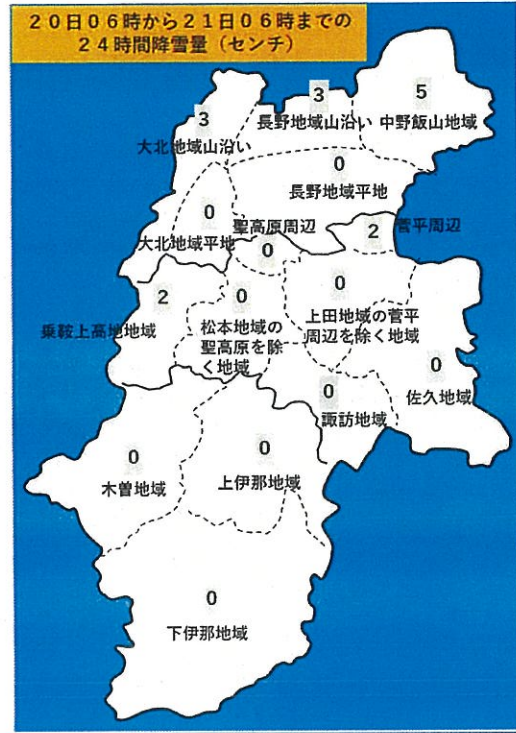 ２０日０６時から２１日０６時までの
２４時間降雪量（センチ）
5
中野飯山地域
3
長野地域山沿い
3
大北地域山沿い
0
長野地域平地
0
大北地域平地
聖高原周辺
0
2
菅平周辺
2
乗鞍上高地地域
0
松本地域の
聖高原を除
く地域
0
上田地域の菅平
周辺を除く地域
0
佐久地域
0
諏訪地域
0
木曽地域
0
上伊那地域
0
下伊那地域